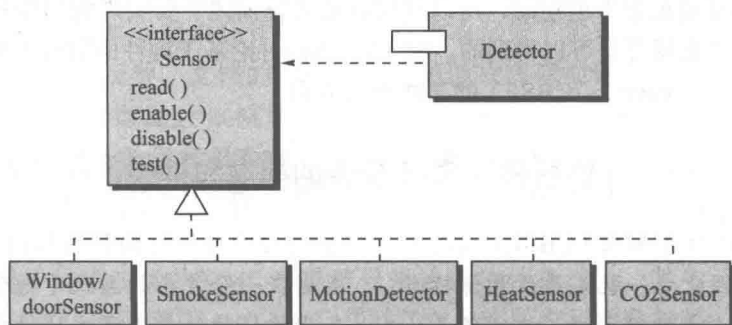 <<interface>>
Sensor
read( )
enable( )
disable( )
test( )
Detector
Window/
doorSensor
SmokeSensor
MotionDetector
HeatSensor
CO2Sensor